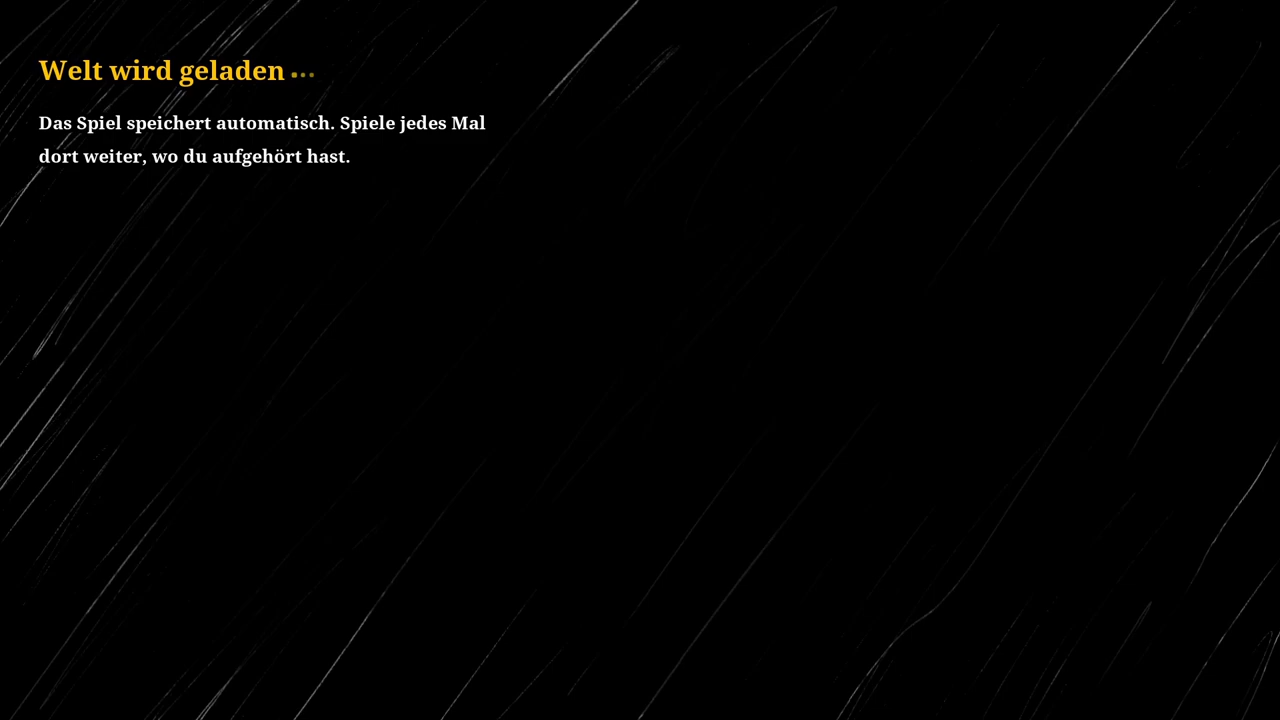 Welt wird geladen ...
Das Spiel speichert automatisch. Spiele jedes Mal
dort weiter, wo du aufgehört hast.